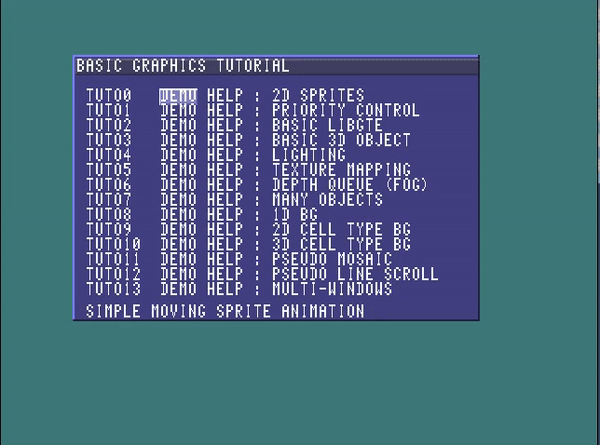 BASIC GRAPHICS TUTORIAL
TUTO0 DEMO HELP : 2D SPRITES
TUTO1 DEMO HELP : PRIORITY CONTROL
TUTO2 DEMO HELP : BASIC LIBGTE
TUTO3 DEMO HELP : BASIC 3D OBJECT
TUTO4 DEMO HELP : LIGHTING
TUTO5 DEMO HELP : TEXTURE MAPPING
TUTO6 DEMO HELP : DEPTH QUEUE (FOG)
TUTO7 DEMO HELP : MANY OBJECTS
TUTO8 DEMO HELP : 1D BG
TUTO9 DEMO HELP : 2D CELL TYPE BG
TUTO10 DEMO HELP : 3D CELL TYPE BG
TUTO11 DEMO HELP : PSEUDO MOSAIC
TUTO12 DEMO HELP : PSEUDO LINE SCROLL
TUTO13 DEMO HELP : MULTI-WINDOWS
SIMPLE MOVING SPRITE ANIMATION